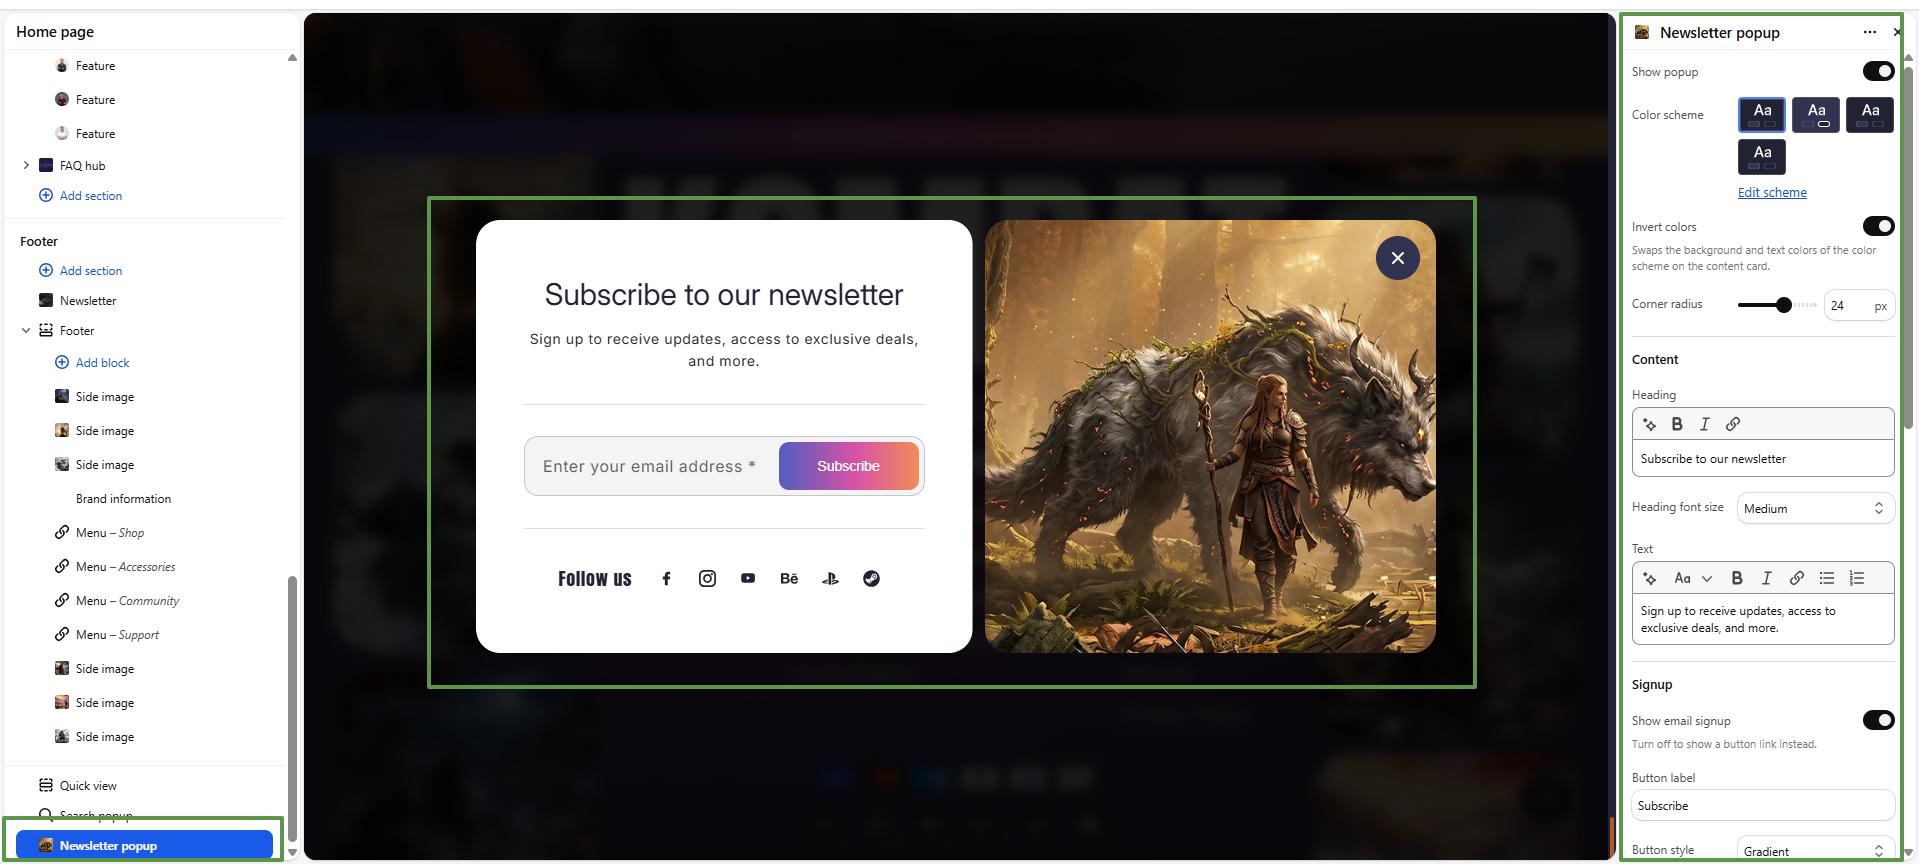 Home page
Feature
Feature
Feature
FAQ hub
Add section
Footer
Add section
Newsletter
Footer
Add block
Side image
Side image
Side image
Brand information
Menu – Shop
Menu – Accessories
Menu – Community
Menu – Support
Side image
Side image
Side image
Quick view
Search popup
Newsletter popup
Subscribe to our newsletter
Sign up to receive updates, access to exclusive deals,
and more.
Enter your email address *
Subscribe
Follow us
Bē
Newsletter popup
Show popup
Color scheme
Aa
Aa
Aa
Aa
Edit scheme
Invert colors
Swaps the background and text colors of the color
scheme on the content card.
Corner radius
24 px
Content
Heading
B I
Subscribe to our newsletter
Heading font size
Medium
Text
Aa B I
Sign up to receive updates, access to
exclusive deals, and more.
Signup
Show email signup
Turn off to show a button link instead.
Button label
Subscribe
Button style
Gradient